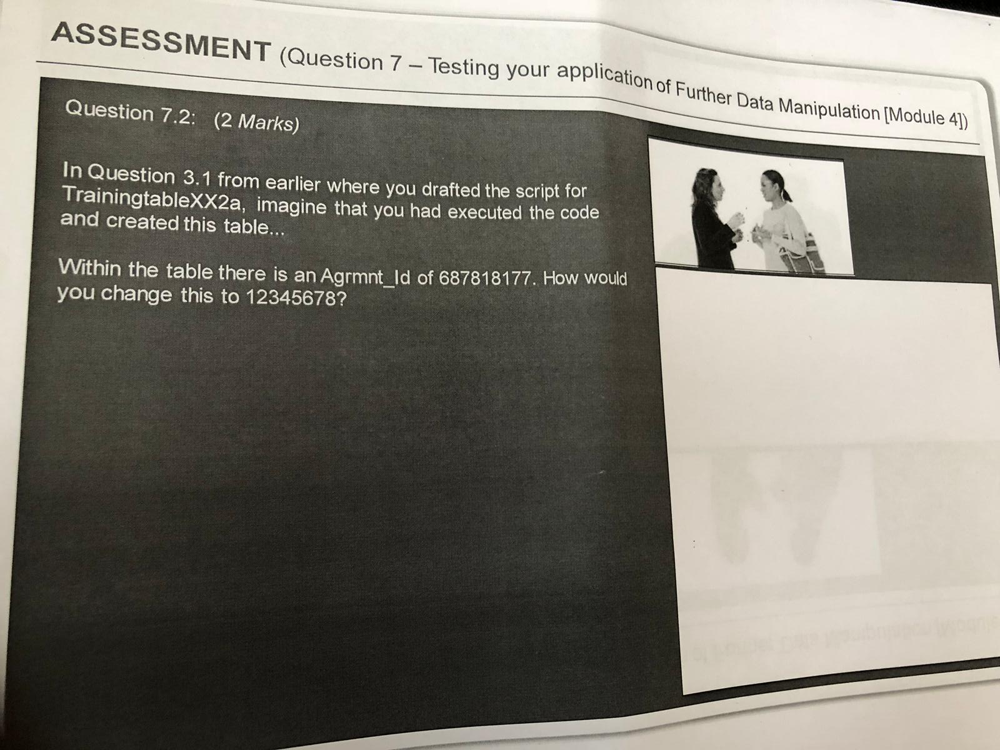 ASSESSMENT (Question 7 – Testing your application of Further Data Manipulation [Module 4])
Question 7.2: (2 Marks)
In Question 3.1 from earlier where you drafted the script for
TrainingtableXX2a, imagine that you had executed the code
and created this table...
Within the table there is an Agrmnt_Id of 687818177. How would
you change this to 12345678?